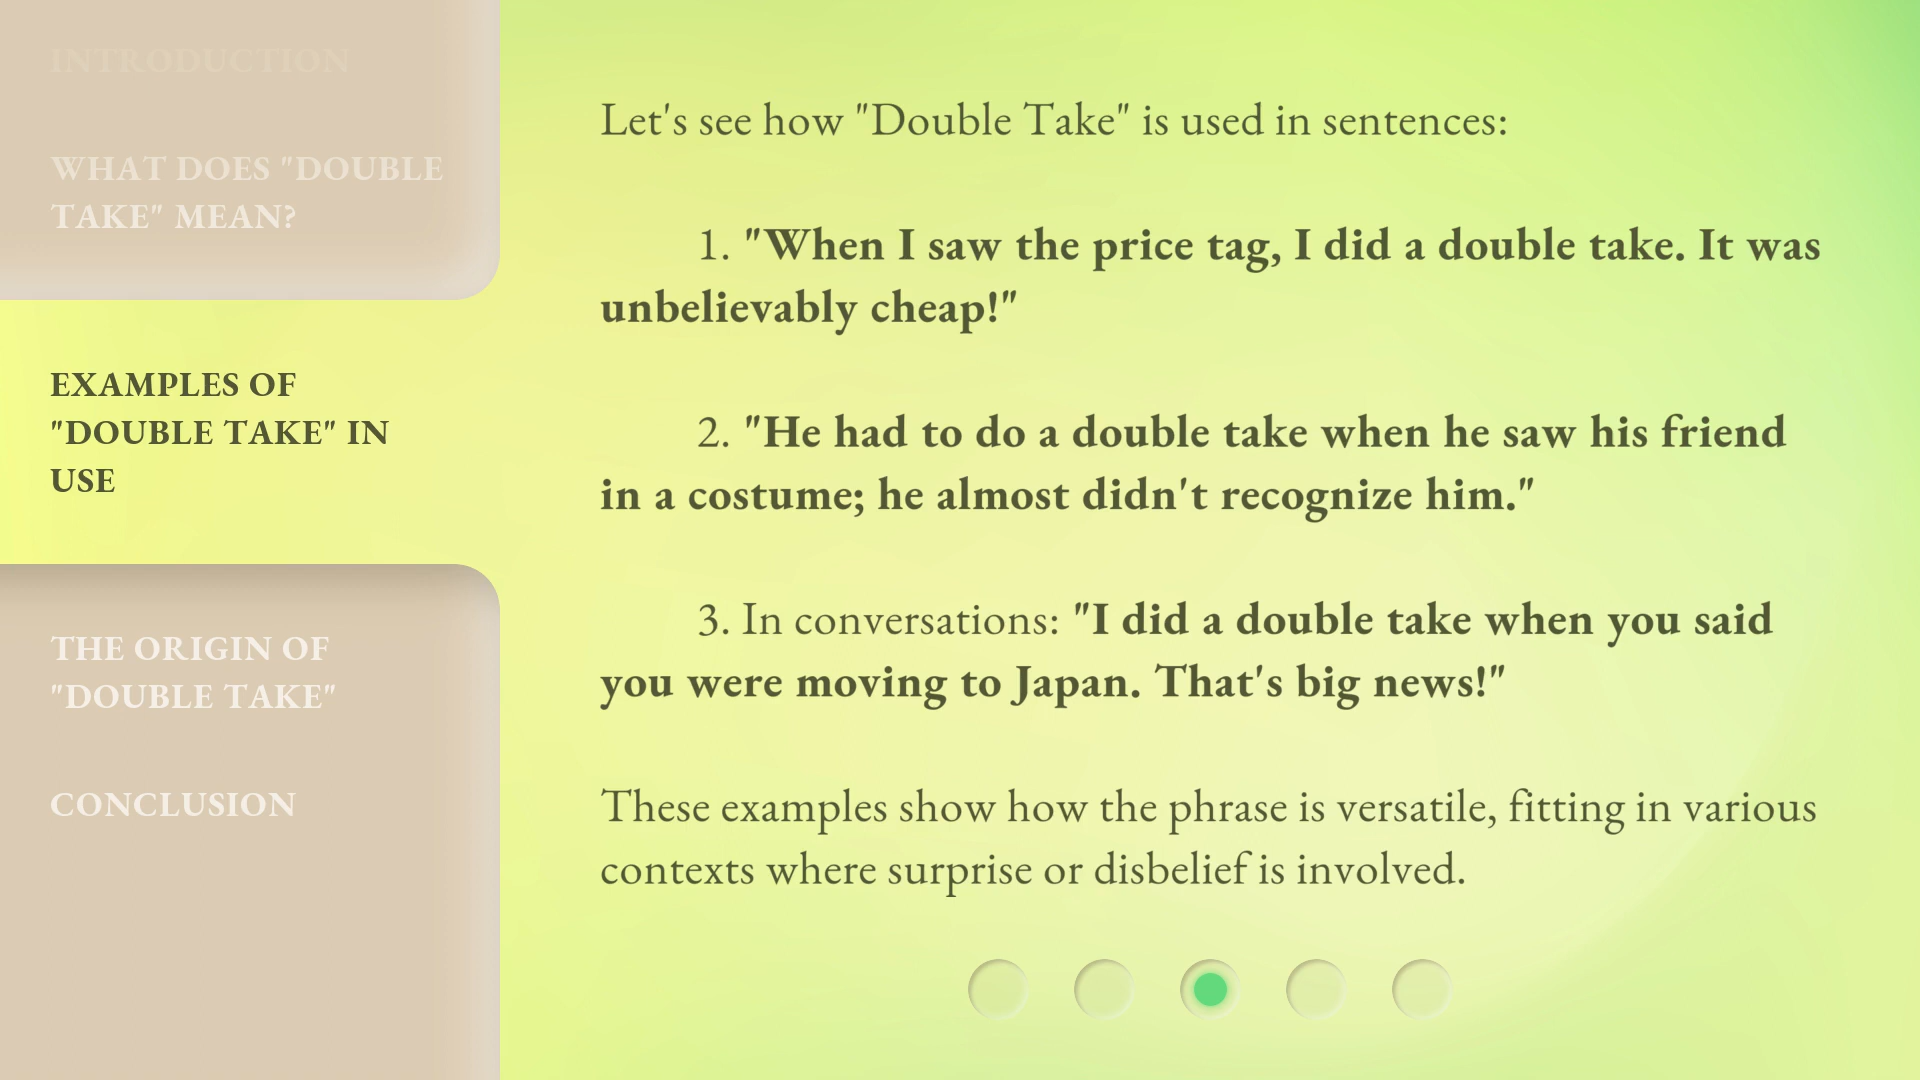 INTRODUCTION
WHAT DOES "DOUBLE
TAKE" MEAN?
EXAMPLES OF
"DOUBLE TAKE" IN
USE
THE ORIGIN OF
"DOUBLE TAKE"
CONCLUSION
Let's see how "Double Take" is used in sentences:
1. "When I saw the price tag, I did a double take. It was
unbelievably cheap!"
2. "He had to do a double take when he saw his friend
in a costume; he almost didn't recognize him."
3. In conversations: "I did a double take when you said
you were moving to Japan. That's big news!"
These examples show how the phrase is versatile, fitting in various
contexts where surprise or disbelief is involved.